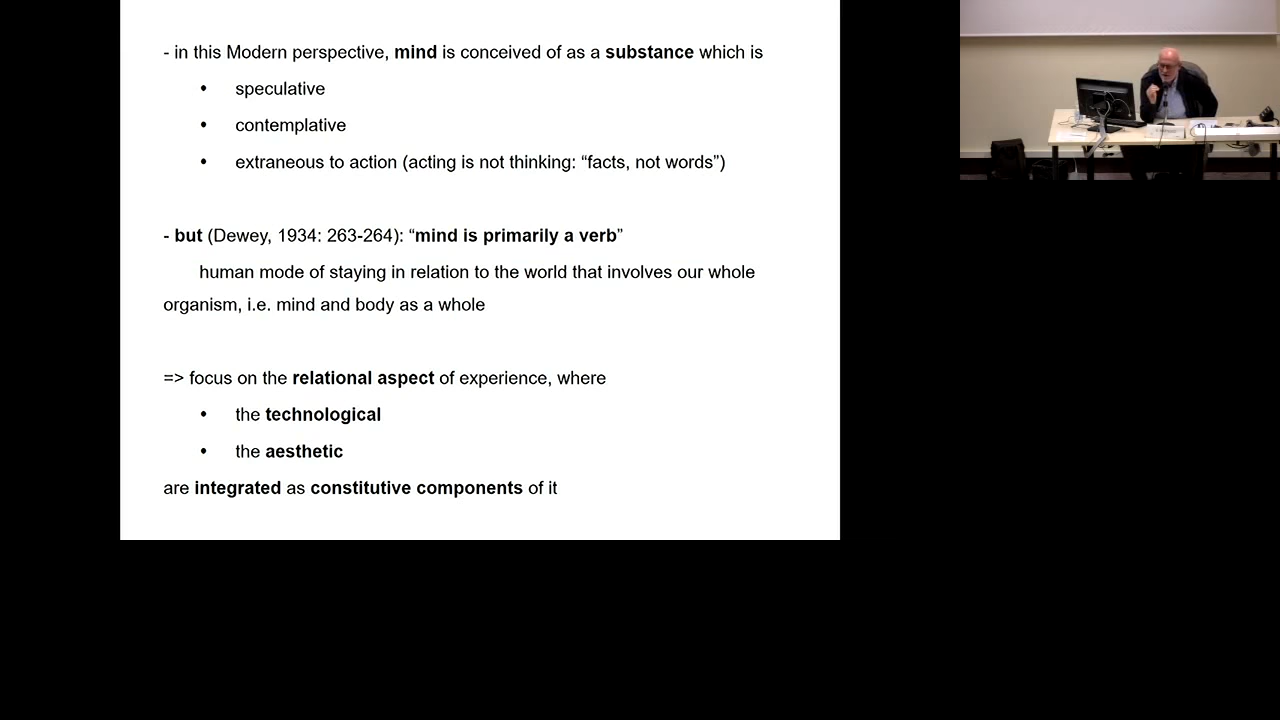 - in this Modern perspective, mind is conceived of as a substance which is
• speculative
• contemplative
• extraneous to action (acting is not thinking: “facts, not words”)
- but (Dewey, 1934: 263-264): “mind is primarily a verb”
human mode of staying in relation to the world that involves our whole
organism, i.e. mind and body as a whole
=> focus on the relational aspect of experience, where
• the technological
• the aesthetic
are integrated as constitutive components of it